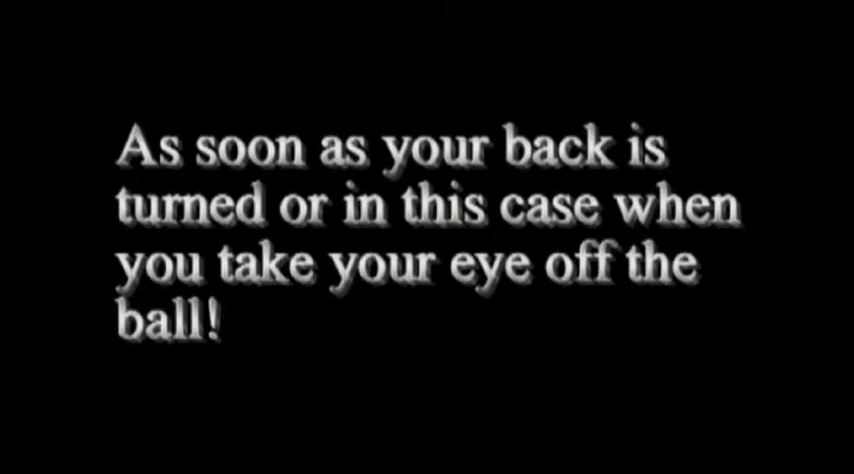 As soon as your back is
turned or in this case when
you take your eye off the
ball!